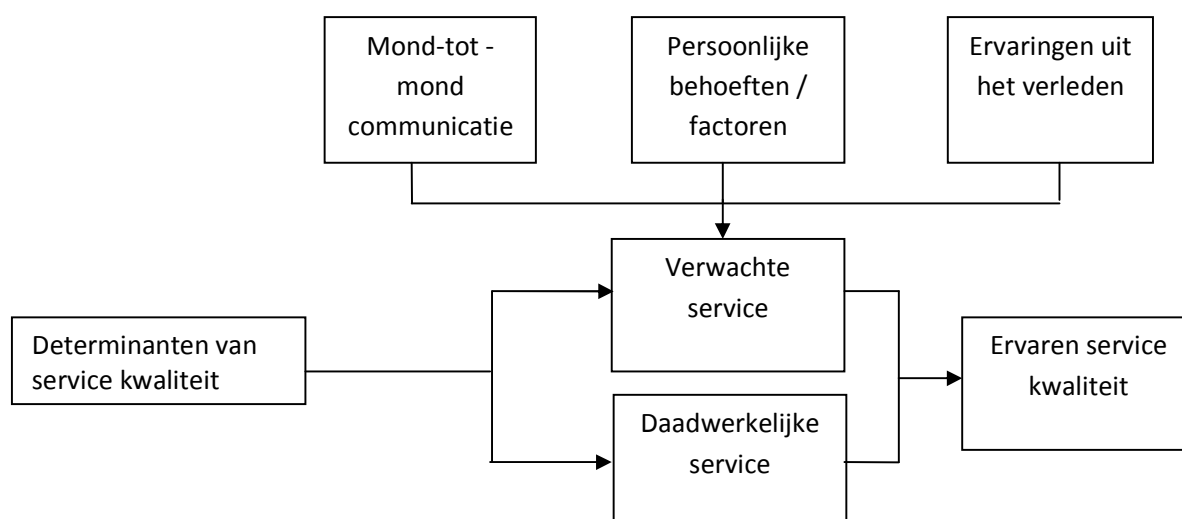 Mond-tot -
mond
communicatie
Persoonlijke
behoeften /
factoren
Ervaringen uit
het verleden
Verwachte
service
Determinanten van
service kwaliteit
Ervaren service
kwaliteit
Daadwerkelijke
service